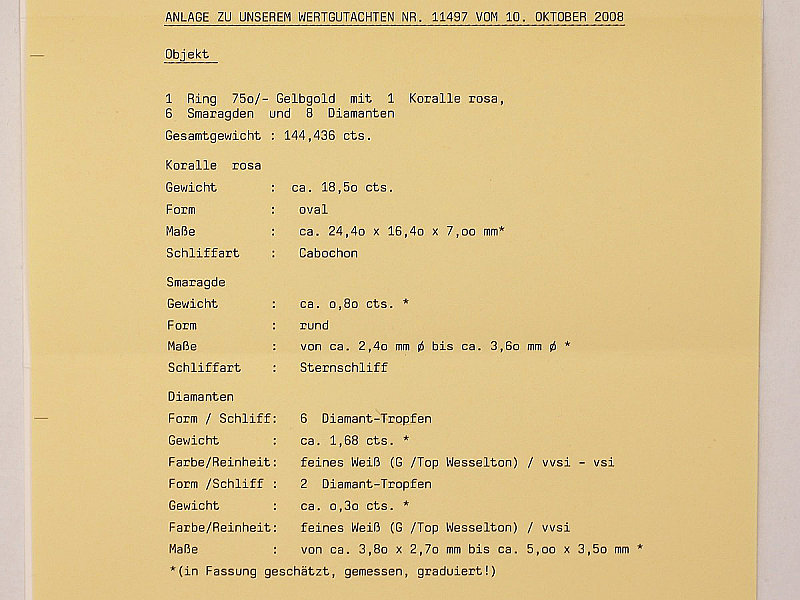 ANLAGE ZU UNSEREM WERTGUTACHTEN NR. 11497 VOM 10. OKTOBER 2008
Objekt
1 Ring 75o/- Gelbgold mit 1 Koralle rosa,
6 Smaragden und 8 Diamanten
Gesamtgewicht : 144,436 cts.
Koralle rosa
Gewicht : ca. 18,5o cts.
Form : oval
Maße : ca. 24,4o x 16,4o x 7,oo mm*
Schliffart : Cabochon
Smaragde
Gewicht : ca. o,8o cts. *
Form : rund
Maße : von ca. 2,4o mm ø bis ca. 3,6o mm ø *
Schliffart : Sternschliff
Diamanten
Form / Schliff: 6 Diamant-Tropfen
Gewicht : ca. 1,68 cts. *
Farbe/Reinheit: feines Weiß (G /Top Wesselton) / vvsi - vsi
Form /Schliff : 2 Diamant-Tropfen
Gewicht : ca. o,3o cts. *
Farbe/Reinheit: feines Weiß (G /Top Wesselton) / vvsi
Maße : von ca. 3,8o x 2,7o mm bis ca. 5,oo x 3,5o mm *
*(in Fassung geschätzt, gemessen, graduiert!)